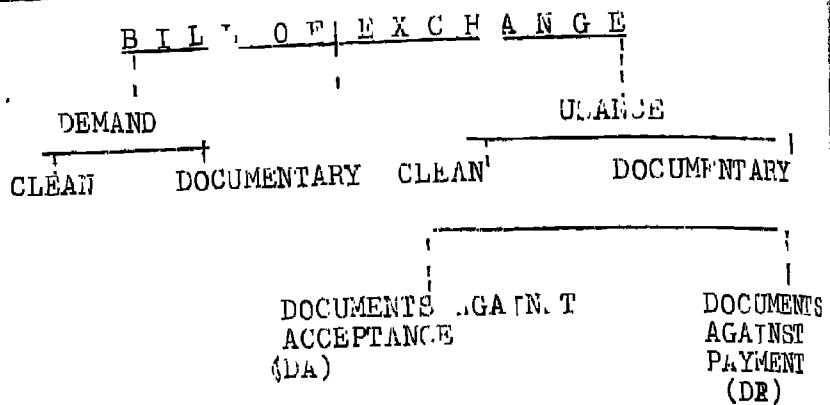 BILL OF EXCHANGE
DEMAND
USANCE
CLEAN DOCUMENTARY CLEAN DOCUMENTARY
DOCUMENTS AGAINST
ACCEPTANCE
(DA)
DOCUMENTS
AGAINST
PAYMENT
(DP)